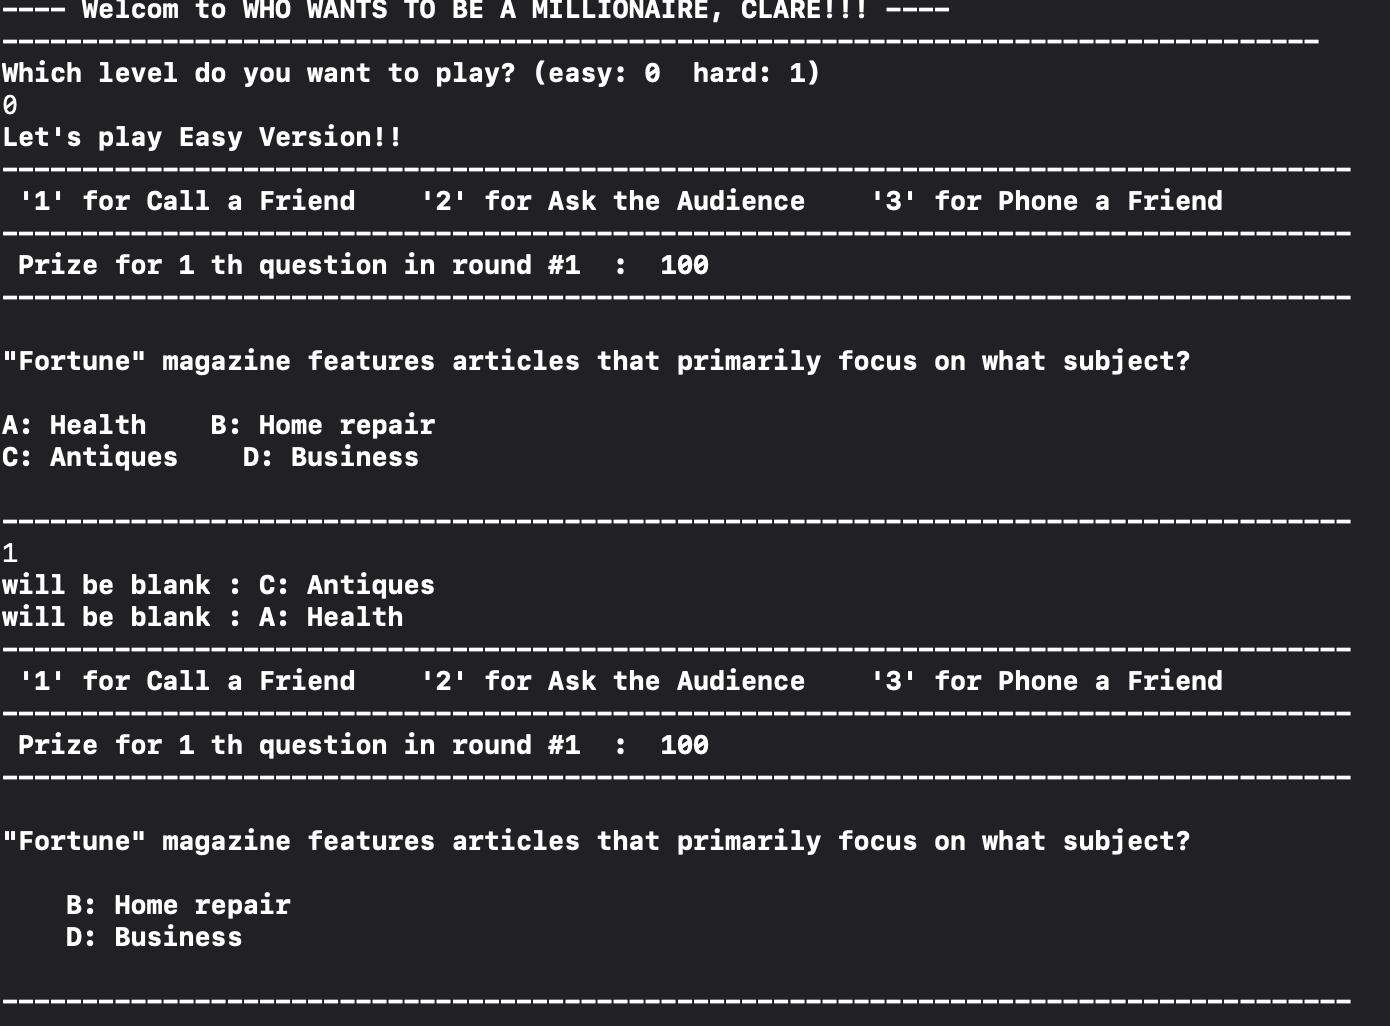 ---- Welcom to WHO WANTS TO BE A MILLIONAIRE, CLARE!!! ----
----------------------------------------------------------------------------------
Which level do you want to play? (easy: 0  hard: 1)
0
Let's play Easy Version!!
------------------------------------------------------------------------------------
 '1' for Call a Friend    '2' for Ask the Audience    '3' for Phone a Friend
------------------------------------------------------------------------------------
 Prize for 1 th question in round #1  :  100
------------------------------------------------------------------------------------
"Fortune" magazine features articles that primarily focus on what subject?
A: Health    B: Home repair
C: Antiques    D: Business
------------------------------------------------------------------------------------
1
will be blank : C: Antiques
will be blank : A: Health
------------------------------------------------------------------------------------
 '1' for Call a Friend    '2' for Ask the Audience    '3' for Phone a Friend
------------------------------------------------------------------------------------
 Prize for 1 th question in round #1  :  100
------------------------------------------------------------------------------------
"Fortune" magazine features articles that primarily focus on what subject?
    B: Home repair
    D: Business
------------------------------------------------------------------------------------